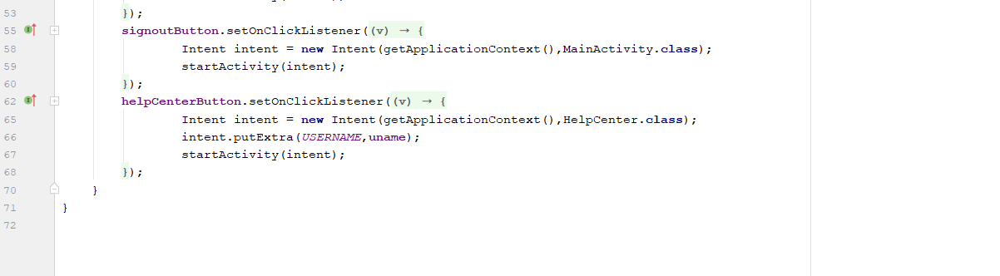 53 });
55 signoutButton.setOnClickListener((v) → {
58 Intent intent = new Intent(getApplicationContext(),MainActivity.class);
59 startActivity(intent);
60 });
62 helpCenterButton.setOnClickListener((v) → {
65 Intent intent = new Intent(getApplicationContext(),HelpCenter.class);
66 intent.putExtra(USERNAME,uname);
67 startActivity(intent);
68 });
70 }
71 }
72